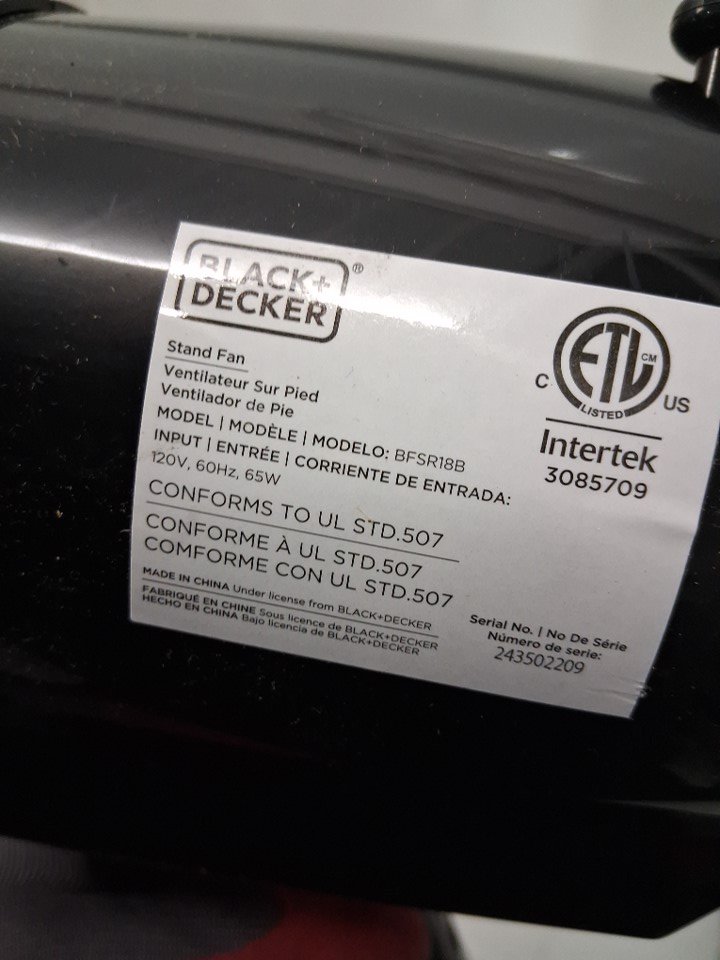 BLACK+
DECKER®
Stand Fan
Ventilateur Sur Pied
Ventilador de Pie
MODEL | MODÈLE | MODELO: BFSR18B
INPUT | ENTRÉE | CORRIENTE DE ENTRADA:
120V, 60Hz, 65W
CONFORMS TO UL STD.507
CONFORME À UL STD.507
COMFORME CON UL STD.507
MADE IN CHINA Under license from BLACK+DECKER
FABRIQUÉ EN CHINE Sous licence de BLACK+DECKER
HECHO EN CHINA Bajo licencia de BLACK+DECKER
ETL CM
LISTED
C US
Intertek
3085709
Serial No. | No De Série
Número de serie:
243502209